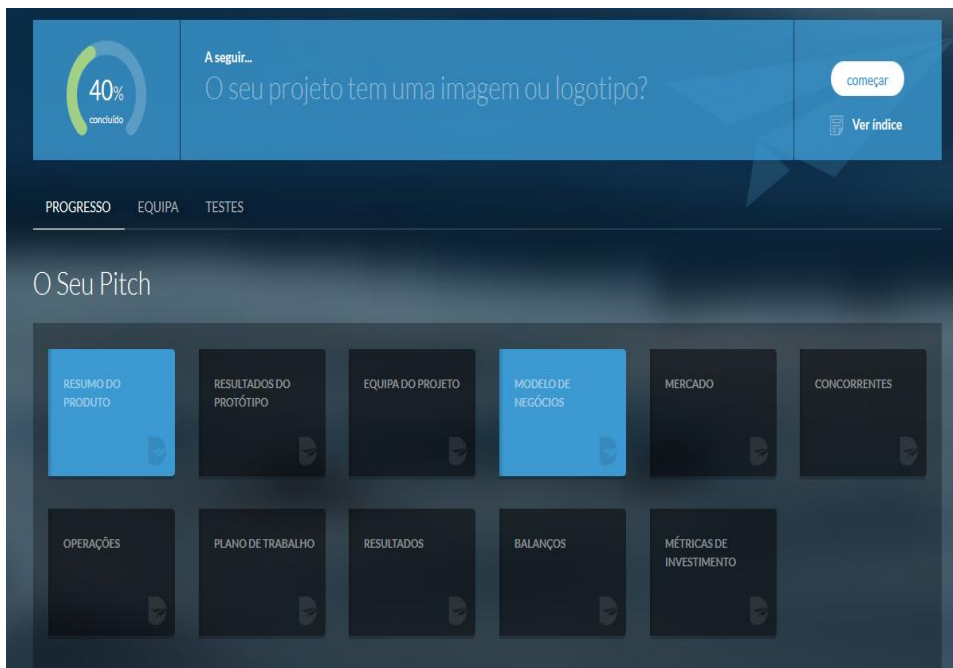 A seguir...
O seu projeto tem uma imagem ou logotipo?
40%
concluído
começar
Ver índice
PROGRESSO EQUIPA TESTES
O Seu Pitch
RESUMO DO
PRODUTO
RESULTADOS DO
PROTÓTIPO
EQUIPA DO PROJETO
MODELO DE
NEGÓCIOS
MERCADO
CONCORRENTES
OPERAÇÕES
PLANO DE TRABALHO
RESULTADOS
BALANÇOS
MÉTRICAS DE
INVESTIMENTO